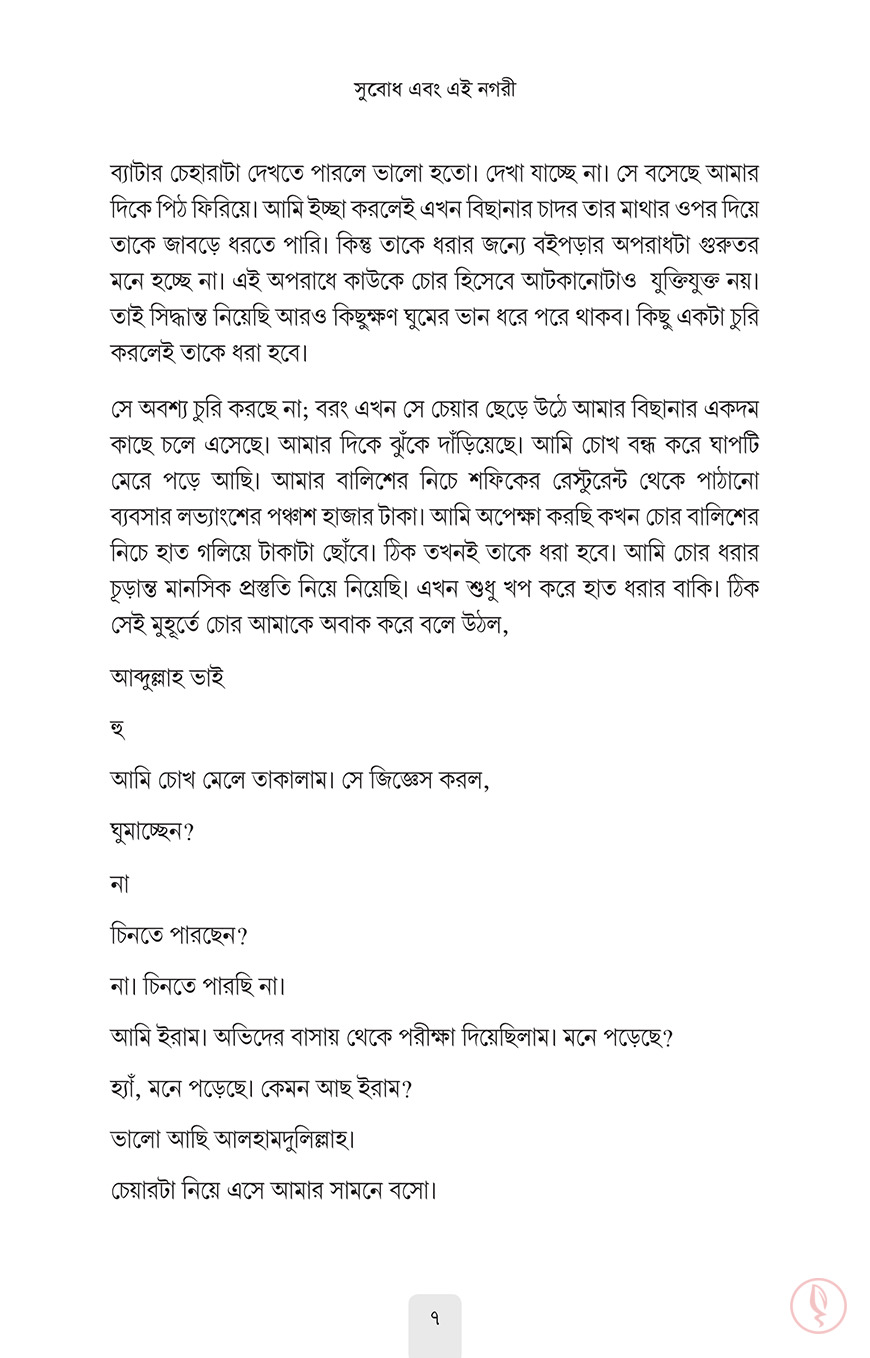 সুবোধ এবং এই নগরী
ব্যাটার চেহারাটা দেখতে পারলে ভালো হতো। দেখা যাচ্ছে না। সে বসেছে আমার
দিকে পিঠ ফিরিয়ে। আমি ইচ্ছা করলেই এখন বিছানার চাদর তার মাথার ওপর দিয়ে
তাকে জাবড়ে ধরতে পারি। কিন্তু তাকে ধরার জন্যে বইপড়ার অপরাধটা গুরুতর
মনে হচ্ছে না। এই অপরাধে কাউকে চোর হিসেবে আটকানোটাও যুক্তিযুক্ত নয়।
তাই সিদ্ধান্ত নিয়েছি আরও কিছুক্ষণ ঘুমের ভান ধরে পরে থাকব। কিছু একটা চুরি
করলেই তাকে ধরা হবে।
সে অবশ্য চুরি করছে না; বরং এখন সে চেয়ার ছেড়ে উঠে আমার বিছানার একদম
কাছে চলে এসেছে। আমার দিকে ঝুঁকে দাঁড়িয়েছে। আমি চোখ বন্ধ করে ঘাপটি
মেরে পড়ে আছি। আমার বালিশের নিচে শফিকের রেস্টুরেন্ট থেকে পাঠানো
ব্যবসার লভ্যাংশের পঞ্চাশ হাজার টাকা। আমি অপেক্ষা করছি কখন চোর বালিশের
নিচে হাত গলিয়ে টাকাটা ছোঁবে। ঠিক তখনই তাকে ধরা হবে। আমি চোর ধরার
চূড়ান্ত মানসিক প্রস্তুতি নিয়ে নিয়েছি। এখন শুধু খপ করে হাত ধরার বাকি। ঠিক
সেই মুহূর্তে চোর আমাকে অবাক করে বলে উঠল,
আব্দুল্লাহ ভাই
হু
আমি চোখ মেলে তাকালাম। সে জিজ্ঞেস করল,
ঘুমাচ্ছেন?
না
চিনতে পারছেন?
না। চিনতে পারছি না।
আমি ইরাম। অভিদের বাসায় থেকে পরীক্ষা দিয়েছিলাম। মনে পড়েছে?
হ্যাঁ, মনে পড়েছে। কেমন আছ ইরাম?
ভালো আছি আলহামদুলিল্লাহ।
চেয়ারটা নিয়ে এসে আমার সামনে বসো।
৭